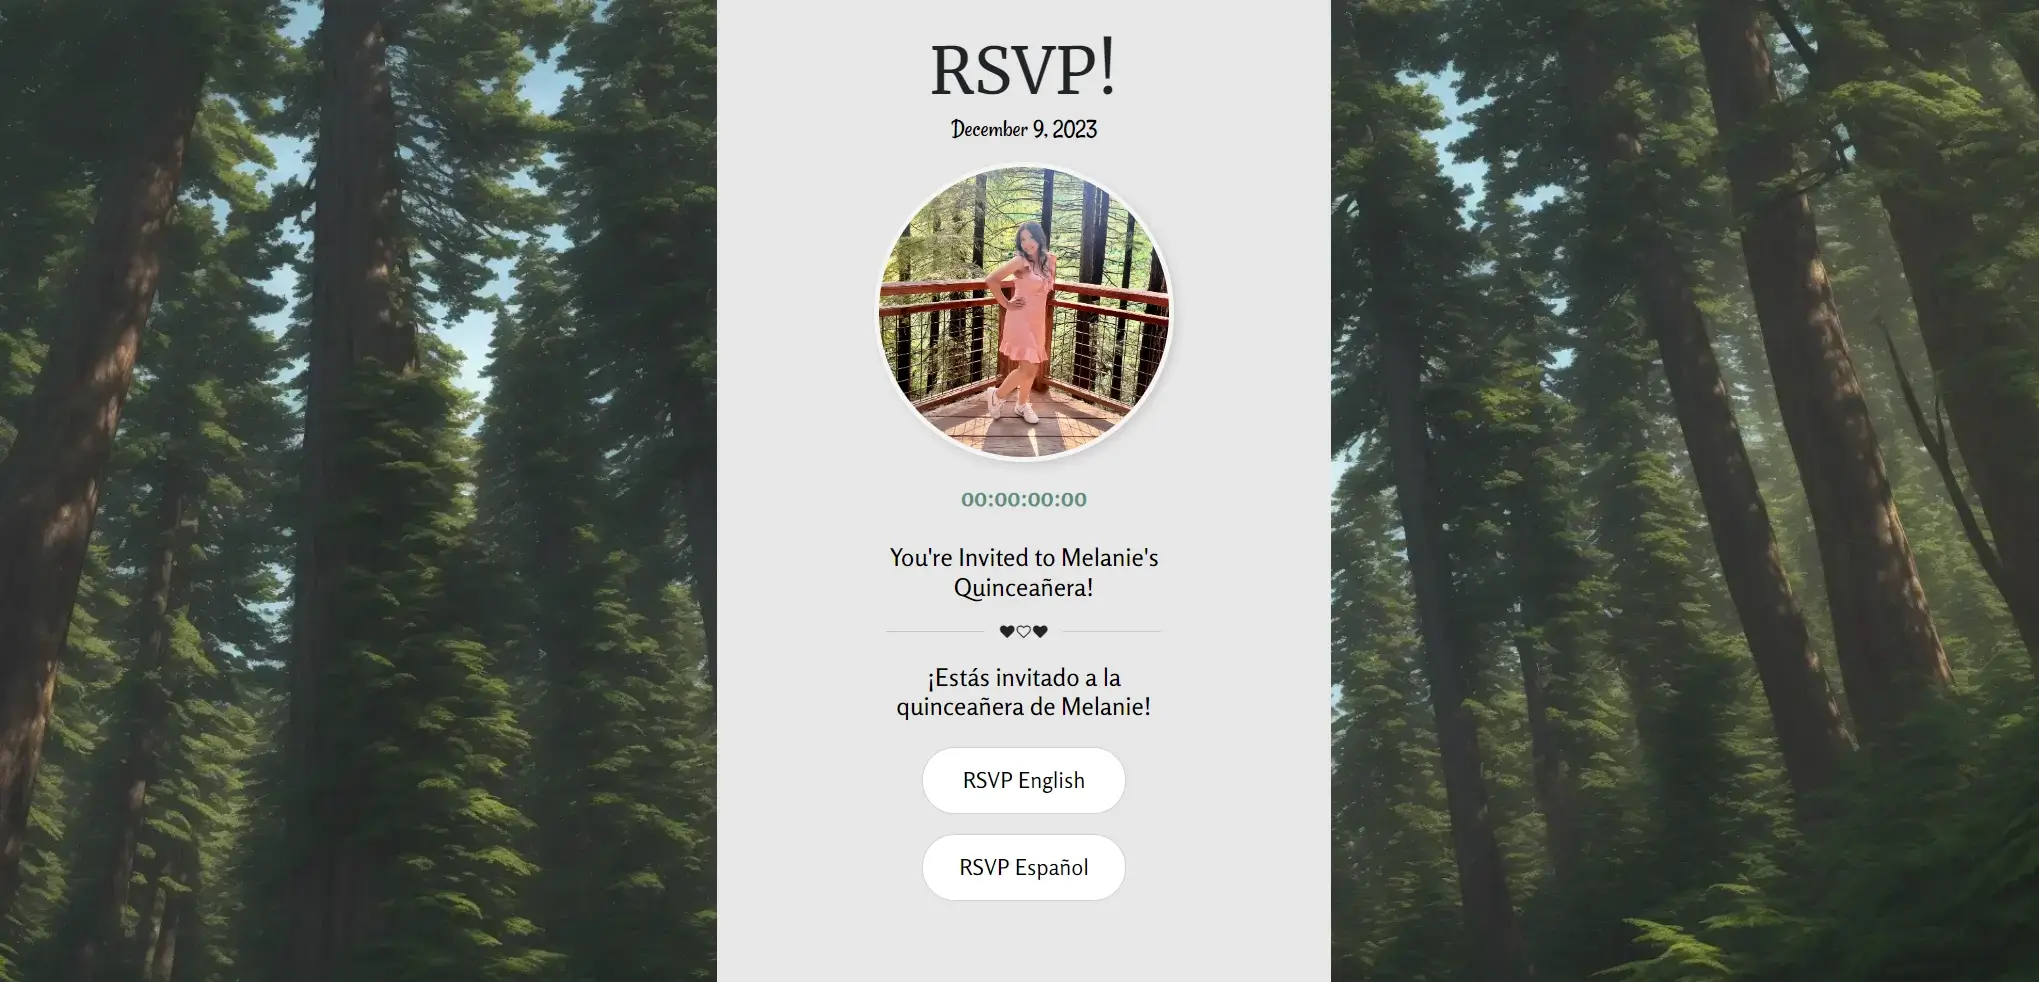 RSVP!
December 9, 2023
00:00:00:00
You're Invited to Melanie's
Quinceañera!
¡Estás invitado a la
quinceañera de Melanie!
RSVP English
RSVP Español